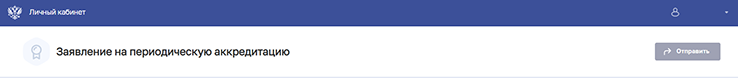 Личный кабинет
Заявление на периодическую аккредитацию
Отправить